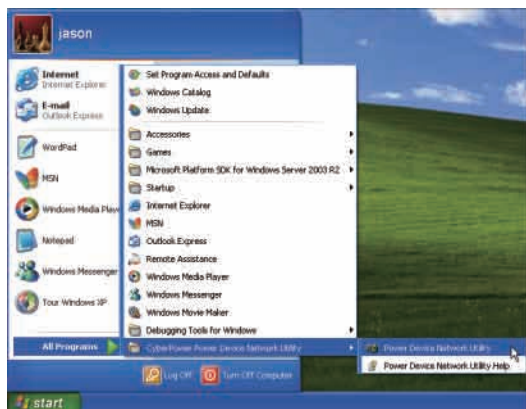 jason
Internet
Internet Explorer
E-mail
Outlook Express
WordPad
MSN
Windows Media Play
Notepad
Windows Messenger
Tour Windows XP
All Programs
Set Program Access and Defaults
Windows Catalog
Windows Update
Accessories
Games
Microsoft Platform SDK for Windows Server 2003 R2
Startup
Internet Explorer
MSN
Outlook Express
Remote Assistance
Windows Media Player
Windows Messenger
Windows Movie Maker
Debugging Tools for Windows
CyberPower Power Device Network Utility
Power Device Network Utility
Power Device Network Utility Help
Log Off
Turn Off Computer
start